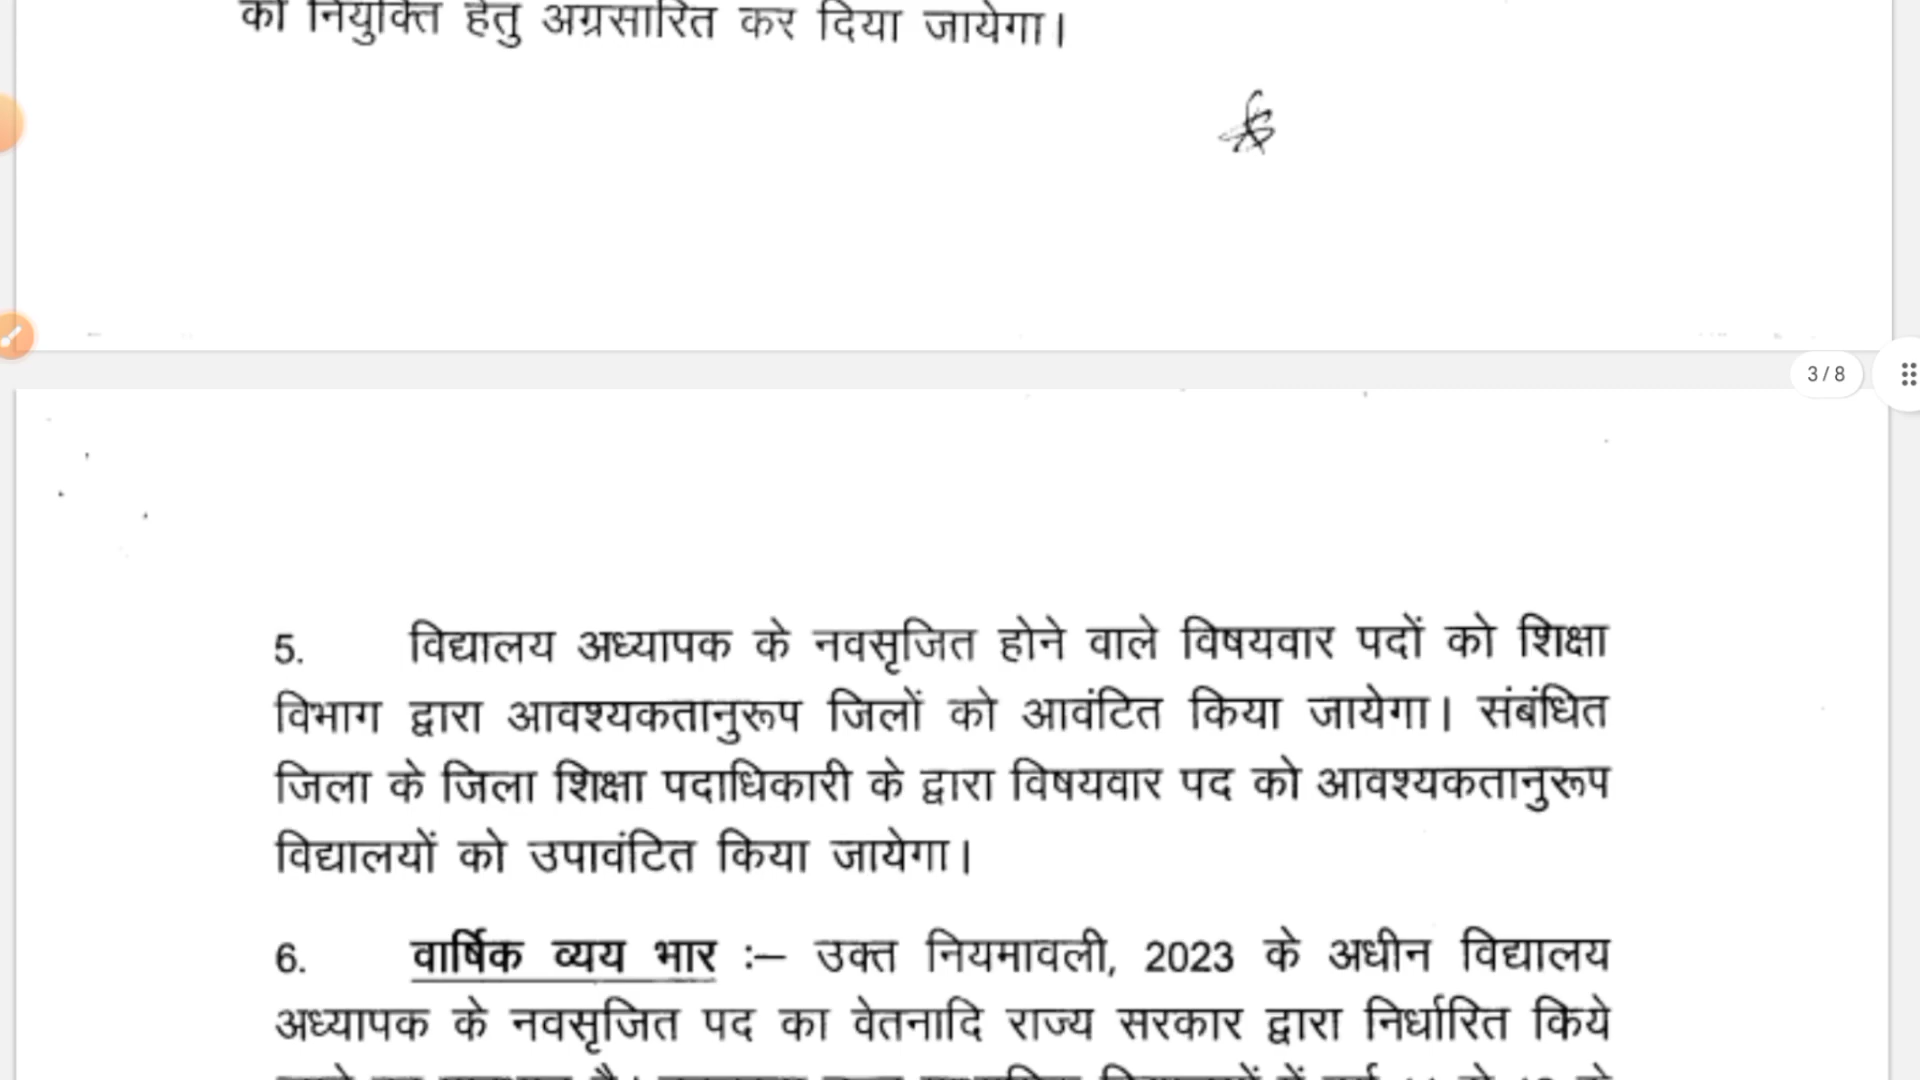 को नियुक्ति हेतु अग्रसारित कर दिया जायेगा।
3 / 8
5. विद्यालय अध्यापक के नवसृजित होने वाले विषयवार पदों को शिक्षा
विभाग द्वारा आवश्यकतानुरूप जिलों को आवंटित किया जायेगा। संबंधित
जिला के जिला शिक्षा पदाधिकारी के द्वारा विषयवार पद को आवश्यकतानुरूप
विद्यालयों को उपावंटित किया जायेगा।
6. वार्षिक व्यय भार :– उक्त नियमावली, 2023 के अधीन विद्यालय
अध्यापक के नवसृजित पद का वेतनादि राज्य सरकार द्वारा निर्धारित किये